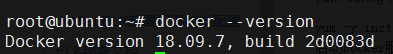 root@ubuntu:~# docker --version
Docker version 18.09.7, build 2d0083d